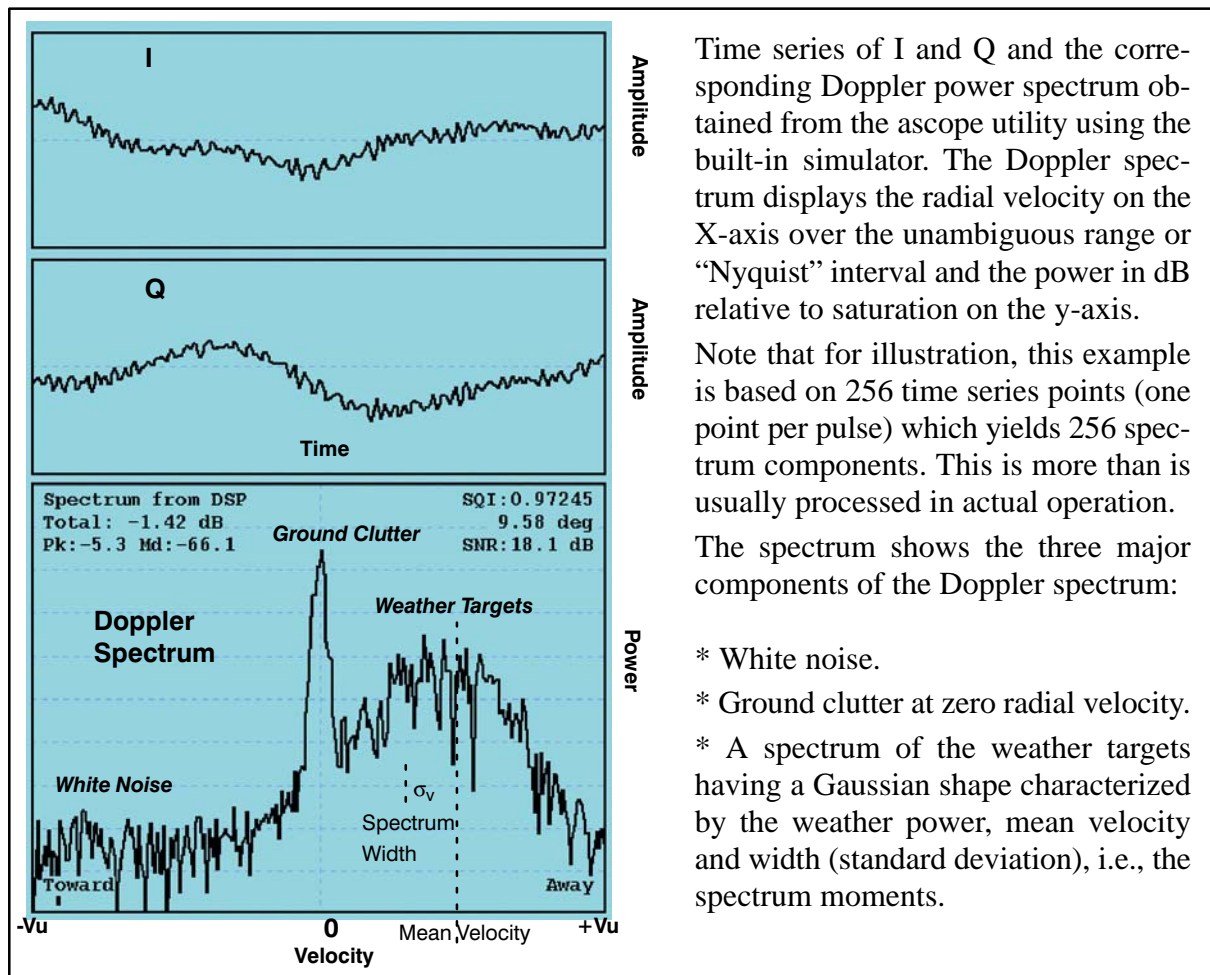 I
Amplitude
Q
Amplitude
Time
Spectrum from DSP
SQI:0.97245
Total: -1.42 dB
9.58 deg
Pk:-5.3 Md:-66.1
SNR:18.1 dB
Ground Clutter
Weather Targets
Doppler
Spectrum
Power
White Noise
σv
Spectrum
Width
Toward
Away
-Vu
0
Mean Velocity
+Vu
Velocity
Time series of I and Q and the corre-
sponding Doppler power spectrum ob-
tained from the ascope utility using the
built-in simulator. The Doppler spec-
trum displays the radial velocity on the
X-axis over the unambiguous range or
“Nyquist” interval and the power in dB
relative to saturation on the y-axis.
Note that for illustration, this example
is based on 256 time series points (one
point per pulse) which yields 256 spec-
trum components. This is more than is
usually processed in actual operation.
The spectrum shows the three major
components of the Doppler spectrum:
* White noise.
* Ground clutter at zero radial velocity.
* A spectrum of the weather targets
having a Gaussian shape characterized
by the weather power, mean velocity
and width (standard deviation), i.e., the
spectrum moments.